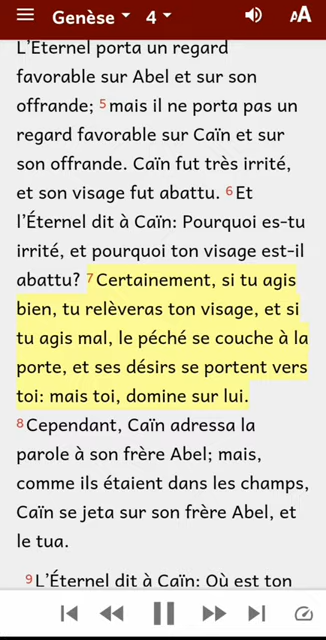 Genèse 4 AA
L'Éternel porta un regard
favorable sur Abel et sur son
offrande; 5 mais il ne porta pas un
regard favorable sur Caïn et sur
son offrande. Caïn fut très irrité,
et son visage fut abattu. 6 Et
l'Éternel dit à Caïn: Pourquoi es-tu
irrité, et pourquoi ton visage est-il
abattu? 7 Certainement, si tu agis
bien, tu relèveras ton visage, et si
tu agis mal, le péché se couche à la
porte, et ses désirs se portent vers
toi: mais toi, domine sur lui.
8 Cependant, Caïn adressa la
parole à son frère Abel; mais,
comme ils étaient dans les champs,
Caïn se jeta sur son frère Abel, et
le tua.
9 L'Éternel dit à Caïn: Où est ton